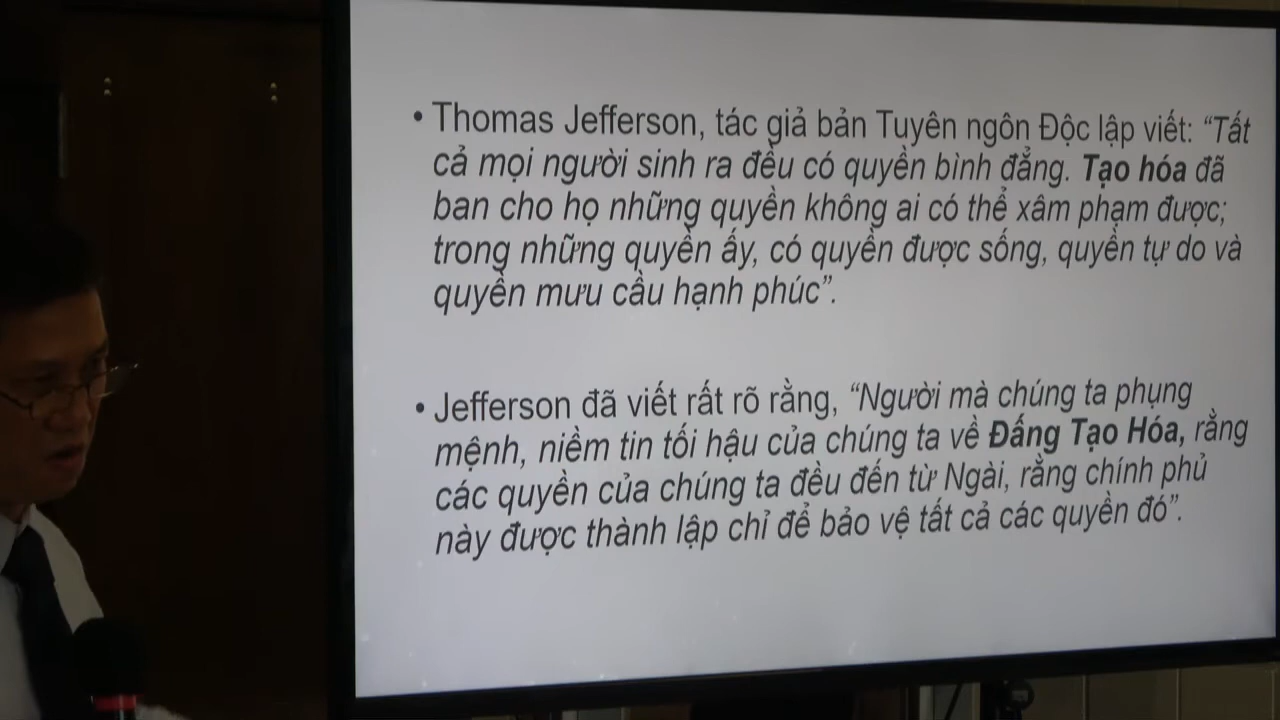 • Thomas Jefferson, tác giả bản Tuyên ngôn Độc lập viết: “Tất
cả mọi người sinh ra đều có quyền bình đẳng. Tạo hóa đã
ban cho họ những quyền không ai có thể xâm phạm được;
trong những quyền ấy, có quyền được sống, quyền tự do và
quyền mưu cầu hạnh phúc”.
• Jefferson đã viết rất rõ rằng, “Người mà chúng ta phụng
mệnh, niềm tin tối hậu của chúng ta về Đấng Tạo Hóa, rằng
các quyền của chúng ta đều đến từ Ngài, rằng chính phủ
này được thành lập chỉ để bảo vệ tất cả các quyền đó”.